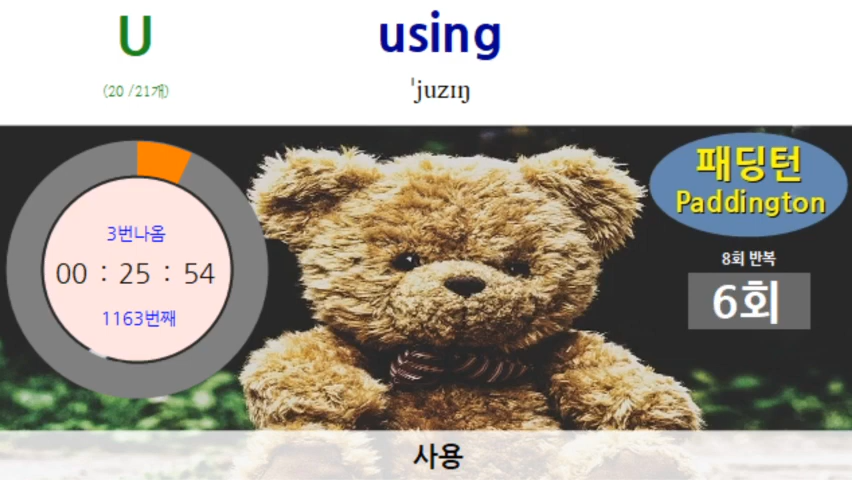 U
(20 /21개)
using
ˈjuzɪŋ
3번나옴
00 : 25 : 54
1163번째
패딩턴
Paddington
8회 반복
6회
사용